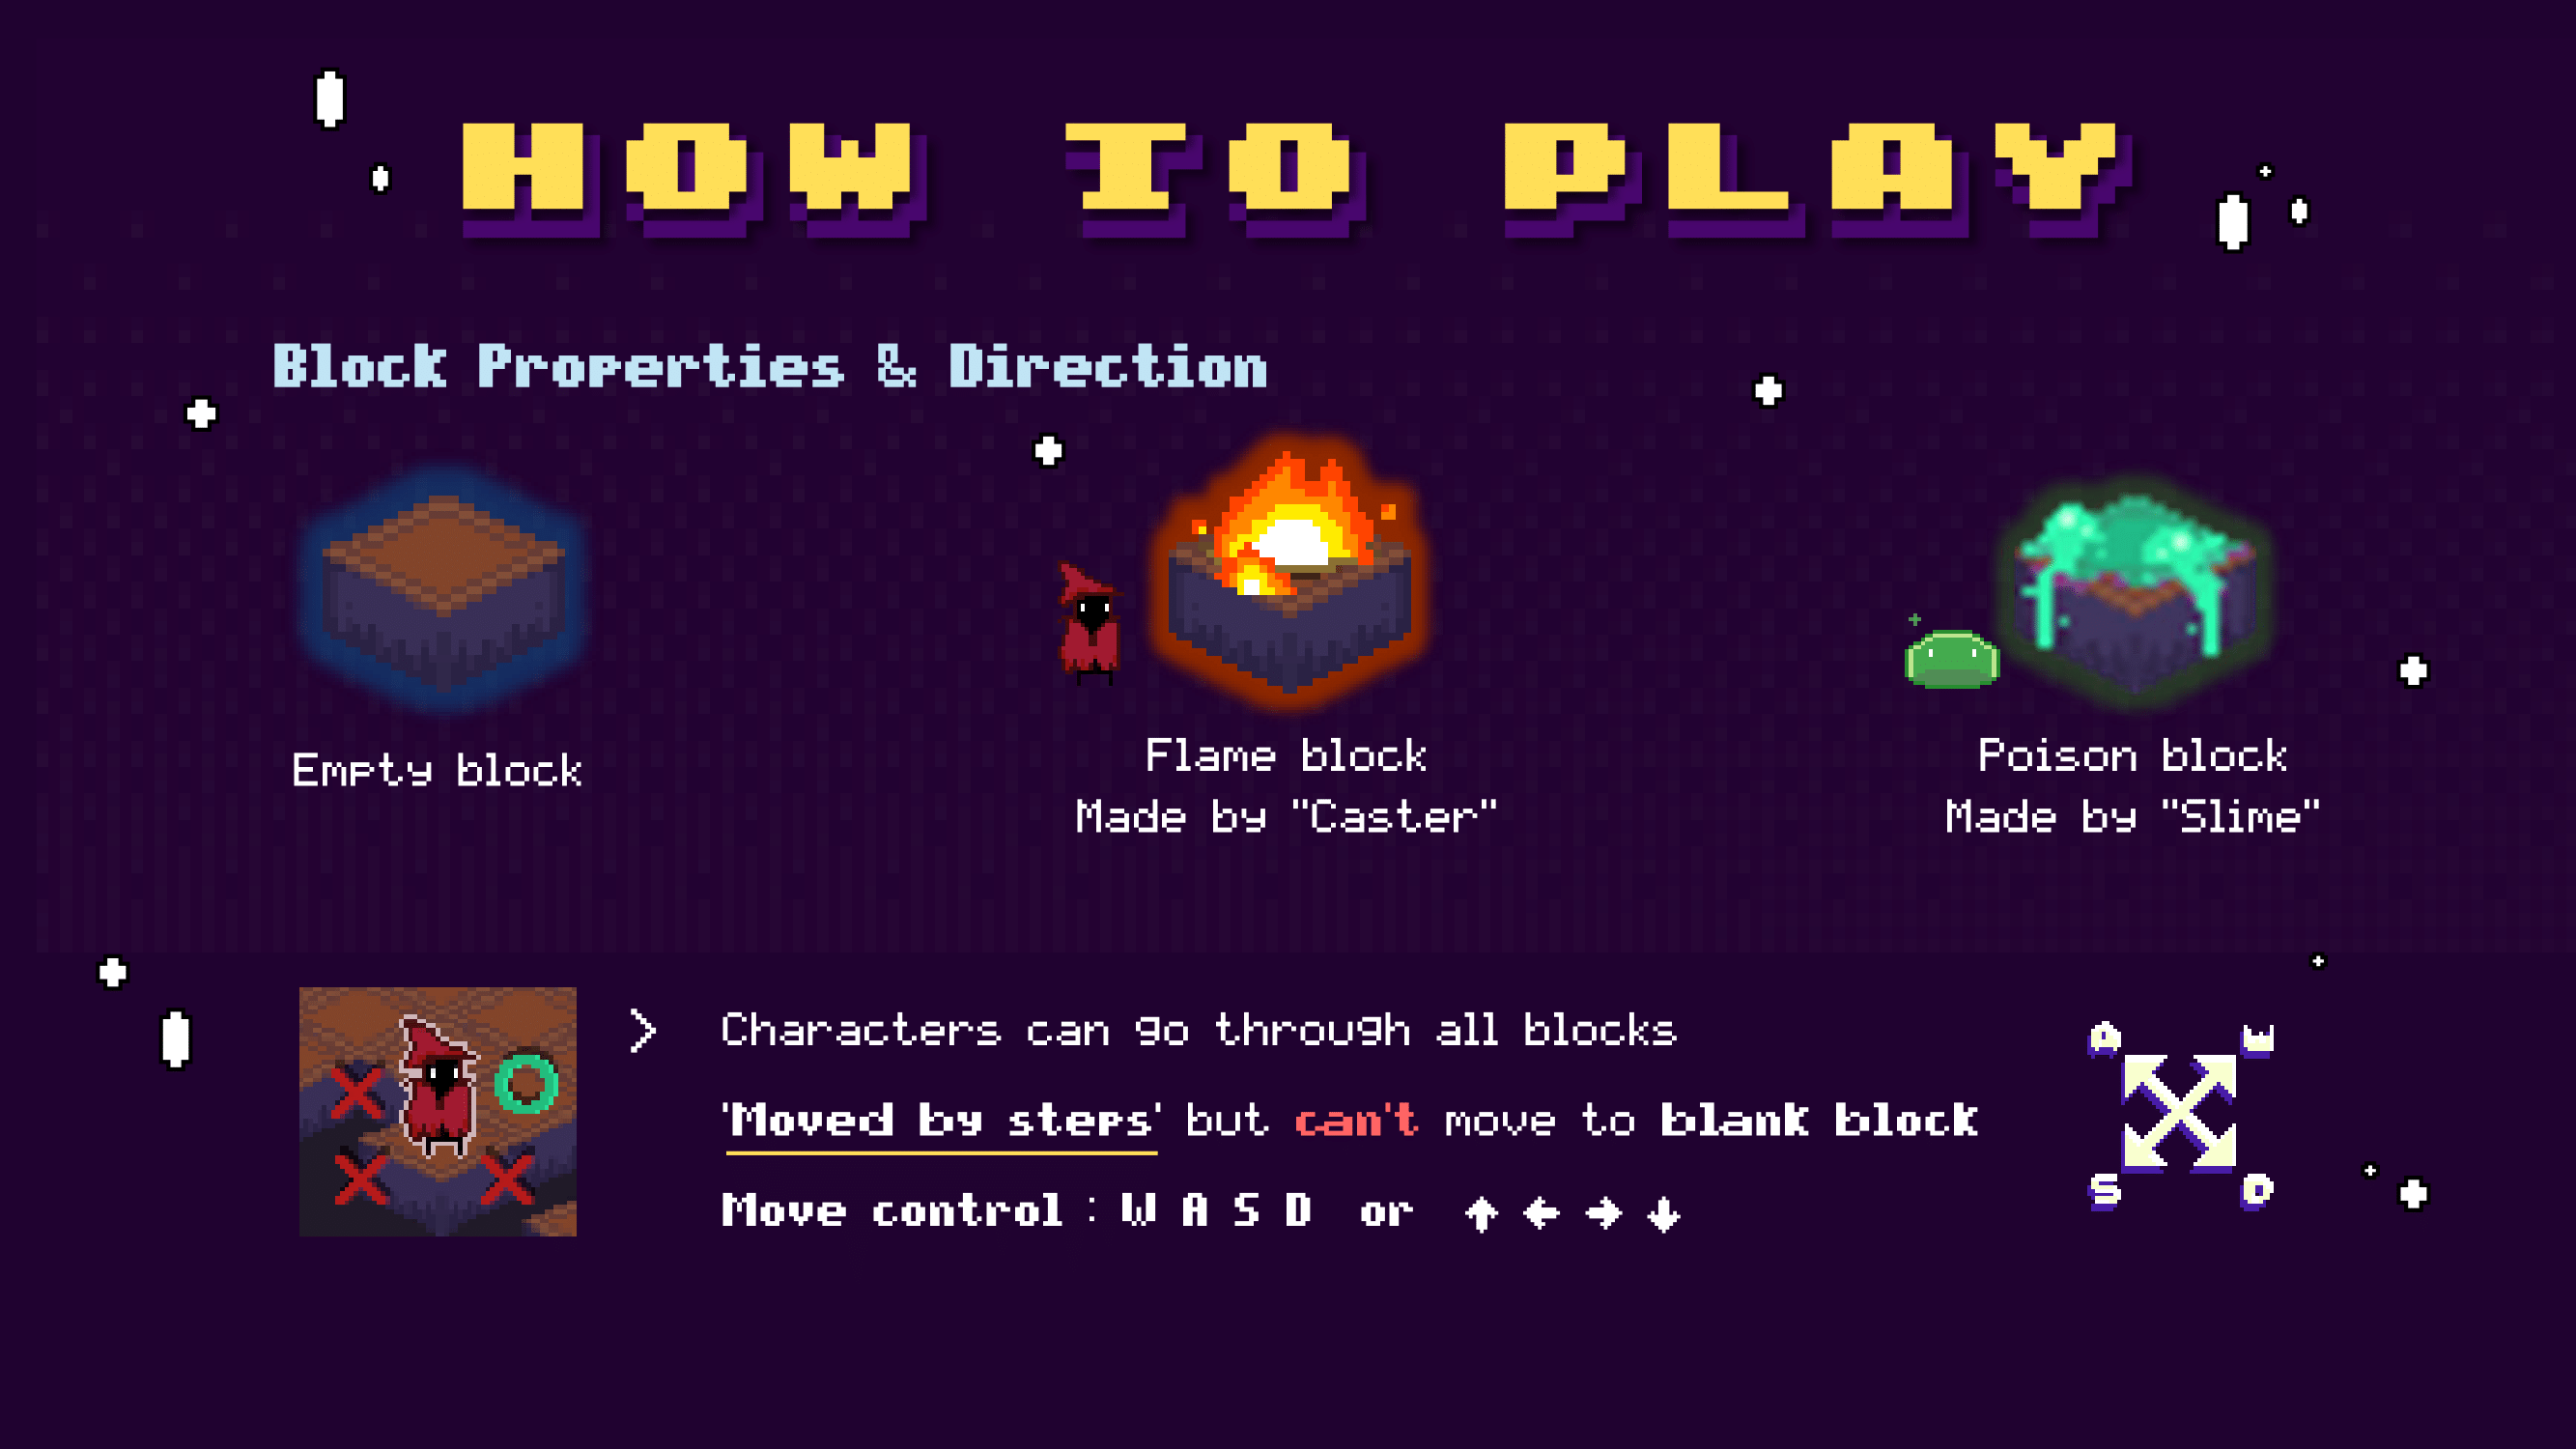 HOW TO PLAY
Block Properties & Direction
Empty block
Flame block
Made by "Caster"
Poison block
Made by "Slime"
> Characters can go through all blocks
'Moved by steps' but can't move to blank block
Move control : W A S D or ↑ ← → ↓
A W
S D